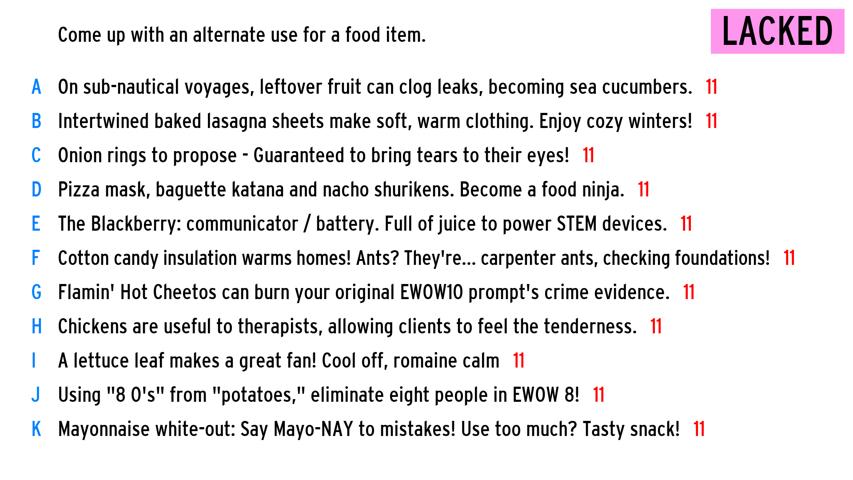 Come up with an alternate use for a food item.
LACKED
A On sub-nautical voyages, leftover fruit can clog leaks, becoming sea cucumbers. 11
B Intertwined baked lasagna sheets make soft, warm clothing. Enjoy cozy winters! 11
C Onion rings to propose - Guaranteed to bring tears to their eyes! 11
D Pizza mask, baguette katana and nacho shurikens. Become a food ninja. 11
E The Blackberry: communicator / battery. Full of juice to power STEM devices. 11
F Cotton candy insulation warms homes! Ants? They're... carpenter ants, checking foundations! 11
G Flamin' Hot Cheetos can burn your original EWOW10 prompt's crime evidence. 11
H Chickens are useful to therapists, allowing clients to feel the tenderness. 11
I A lettuce leaf makes a great fan! Cool off, romaine calm 11
J Using "8 O's" from "potatoes," eliminate eight people in EWOW 8! 11
K Mayonnaise white-out: Say Mayo-NAY to mistakes! Use too much? Tasty snack! 11